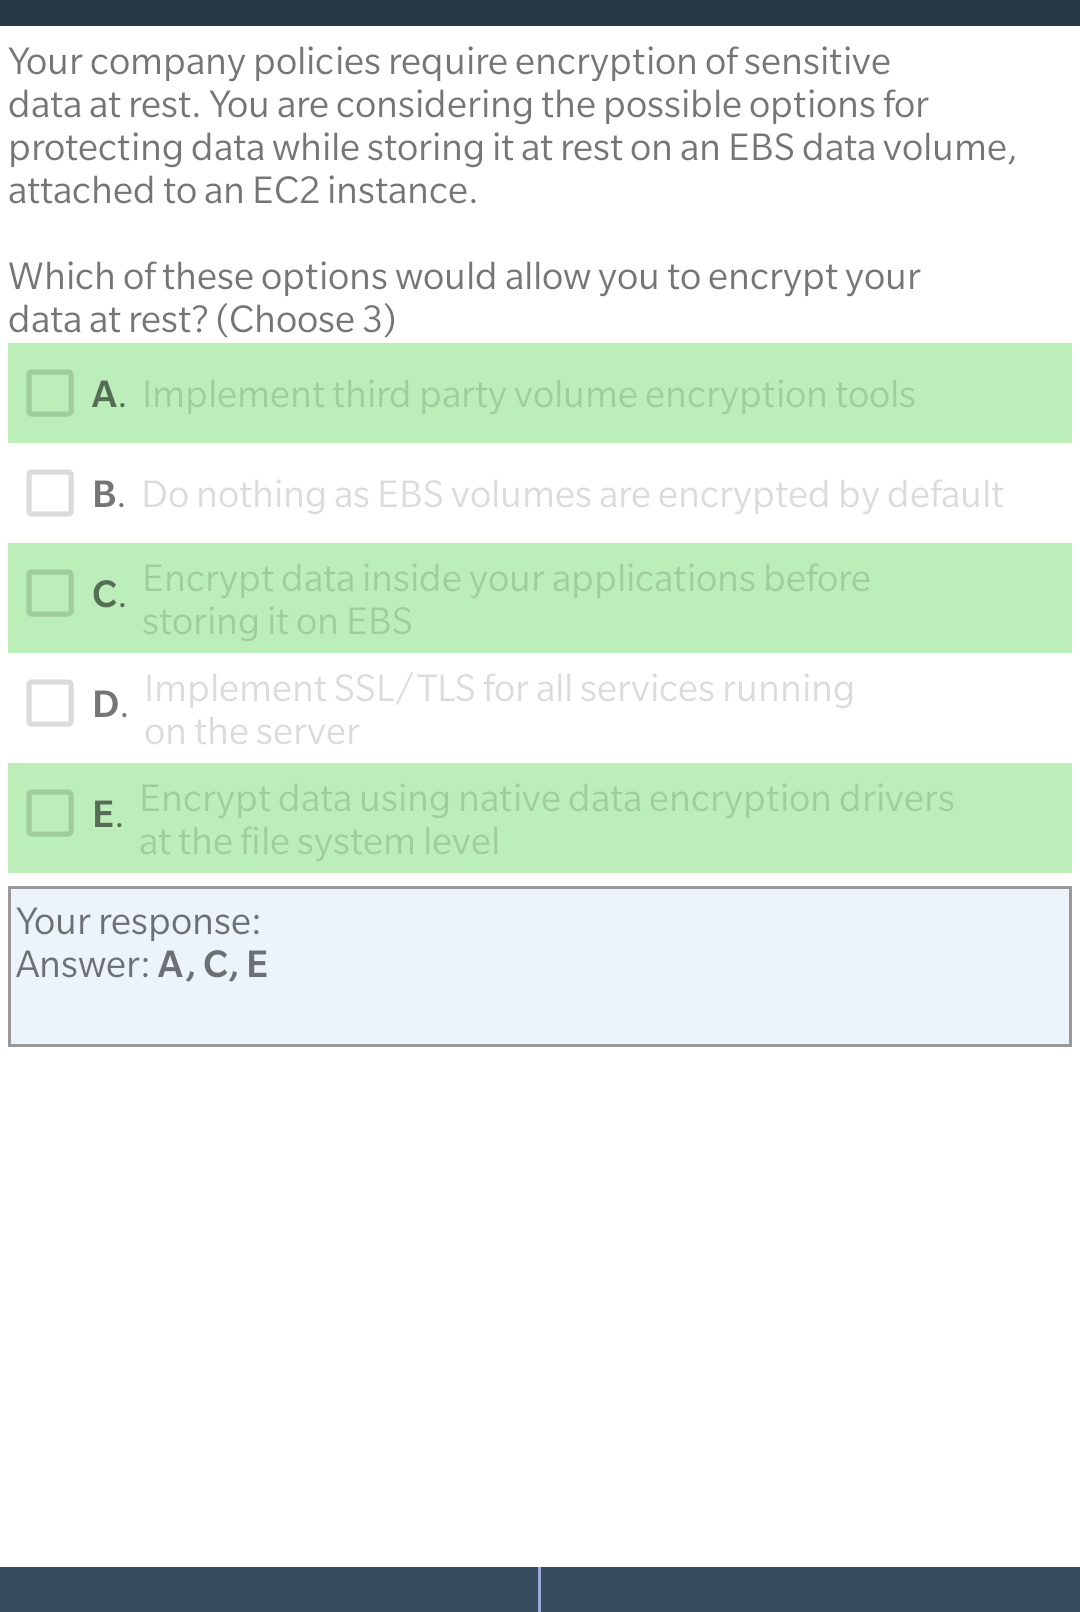 Your company policies require encryption of sensitive
data at rest. You are considering the possible options for
protecting data while storing it at rest on an EBS data volume,
attached to an EC2 instance.
Which of these options would allow you to encrypt your
data at rest? (Choose 3)
A. Implement third party volume encryption tools
B. Do nothing as EBS volumes are encrypted by default
C. Encrypt data inside your applications before
storing it on EBS
D. Implement SSL/TLS for all services running
on the server
E. Encrypt data using native data encryption drivers
at the file system level
Your response:
Answer: A, C, E